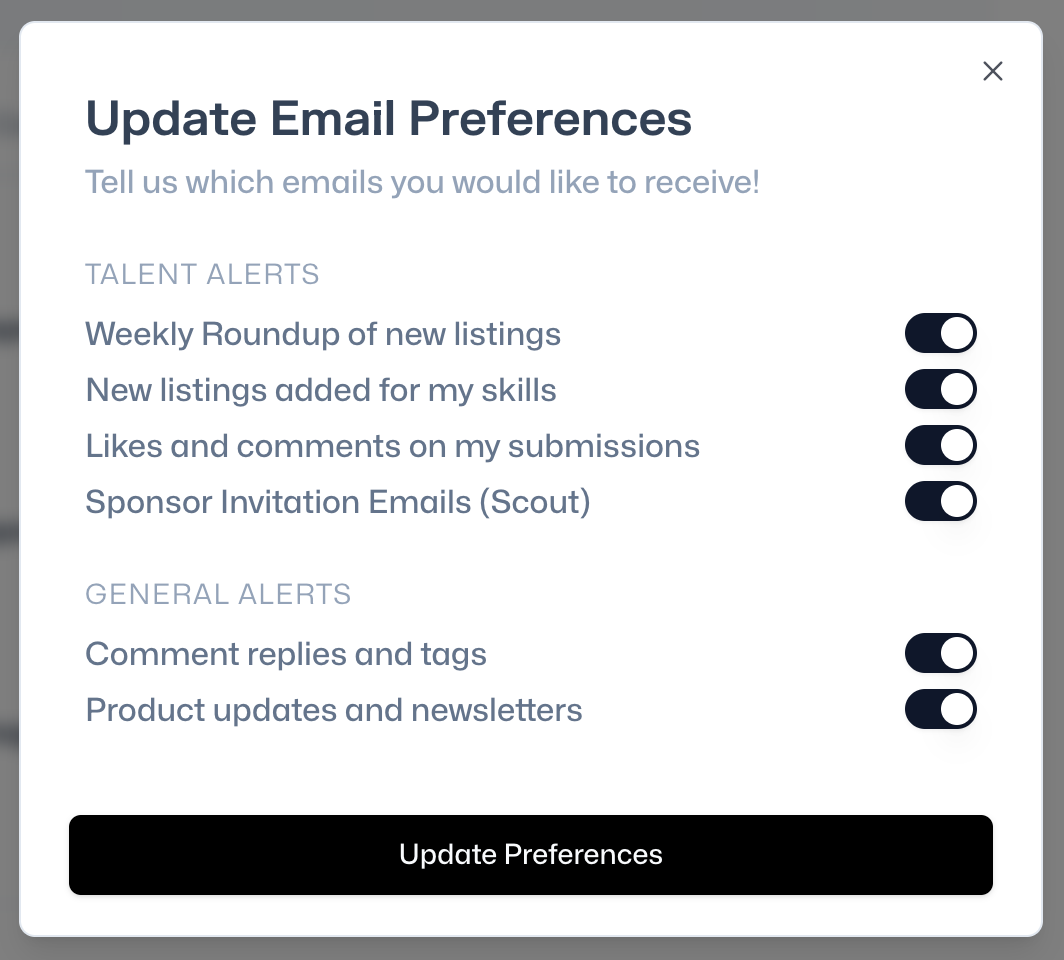 Update Email Preferences
Tell us which emails you would like to receive!
TALENT ALERTS
Weekly Roundup of new listings
New listings added for my skills
Likes and comments on my submissions
Sponsor Invitation Emails (Scout)
GENERAL ALERTS
Comment replies and tags
Product updates and newsletters
Update Preferences